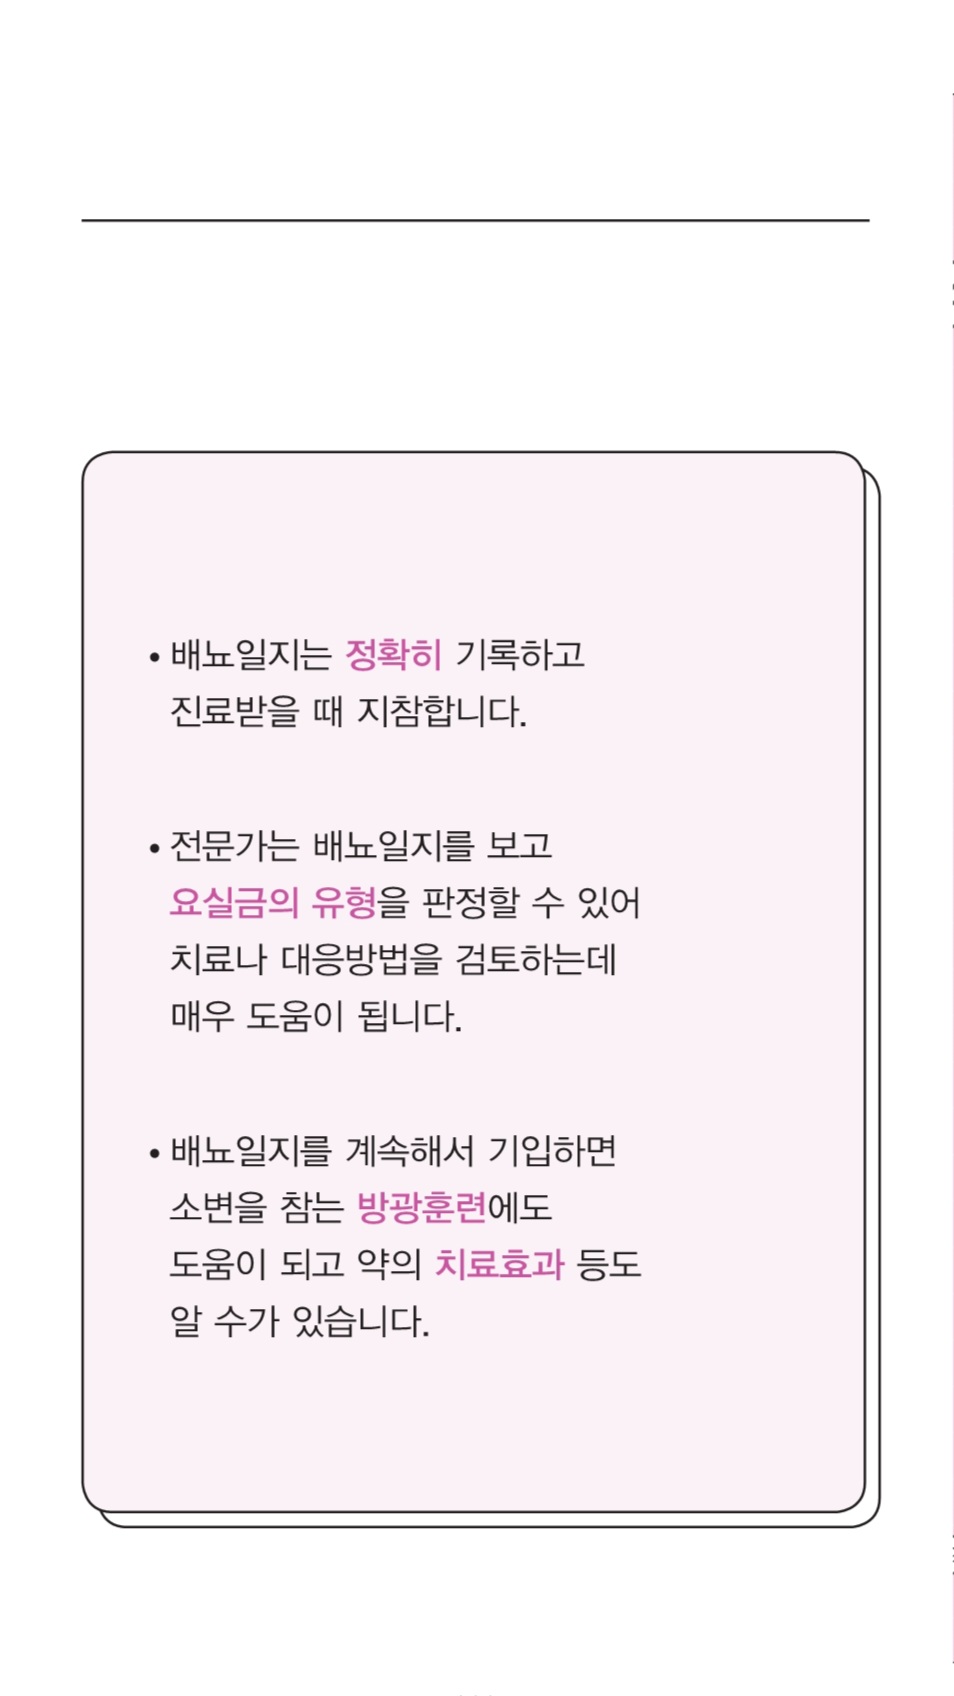 • 배뇨일지는 정확히 기록하고
진료받을 때 지참합니다.
• 전문가는 배뇨일지를 보고
요실금의 유형을 판정할 수 있어
치료나 대응방법을 검토하는데
매우 도움이 됩니다.
• 배뇨일지를 계속해서 기입하면
소변을 참는 방광훈련에도
도움이 되고 약의 치료효과 등도
알 수가 있습니다.